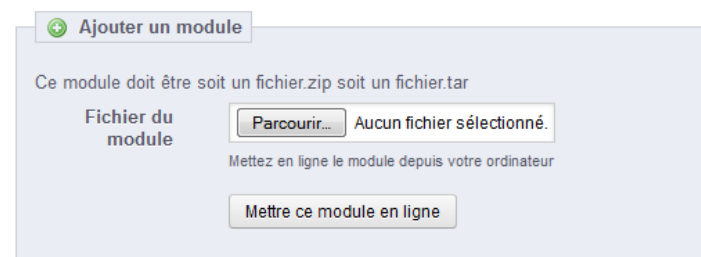 Ajouter un module
Ce module doit être soit un fichier.zip soit un fichier.tar
Fichier du
module
Parcourir... Aucun fichier sélectionné.
Mettez en ligne le module depuis votre ordinateur
Mettre ce module en ligne